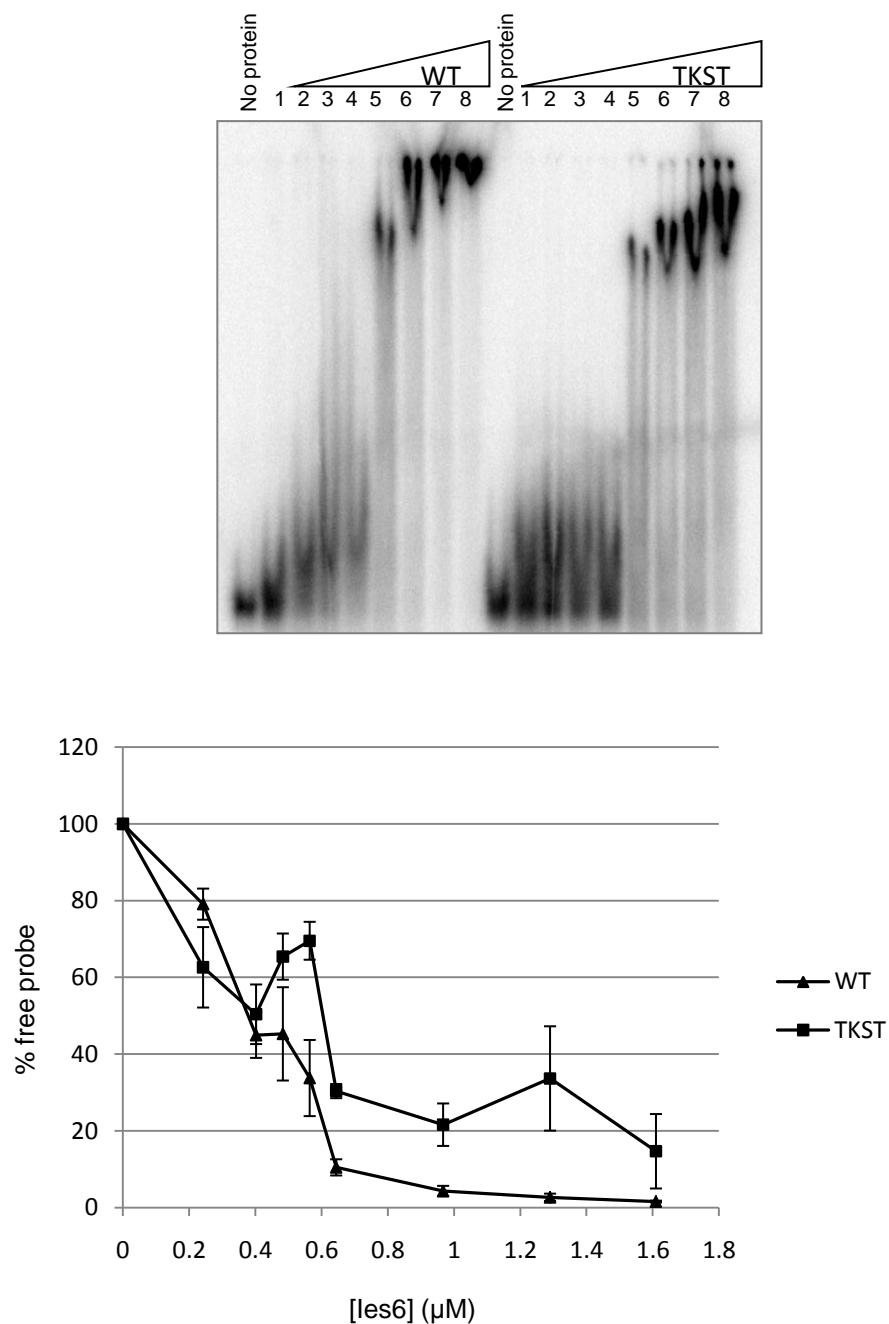 No protein
WT
1 2 3 4 5 6 7 8
No protein
TKST
1 2 3 4 5 6 7 8
120
100
80
60
40
20
0
% free probe
0 0.2 0.4 0.6 0.8 1 1.2 1.4 1.6 1.8
[Ies6] (µM)
WT
TKST